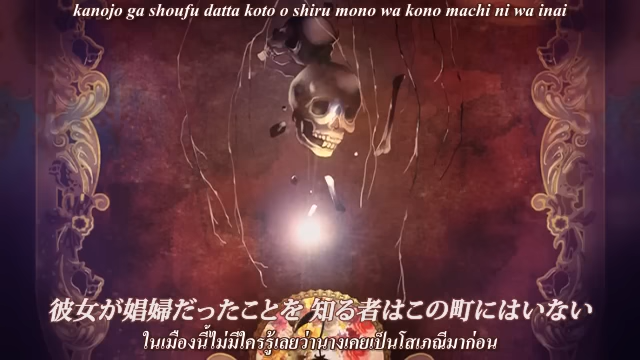 kanojo ga shoufu datta koto o shiru mono wa kono machi ni wa inai
彼女が娼婦だったことを 知る者はこの町にはいない
ในเมืองนี้ไม่มีใครรู้เลยว่านางเคยเป็นโสเภณีมาก่อน